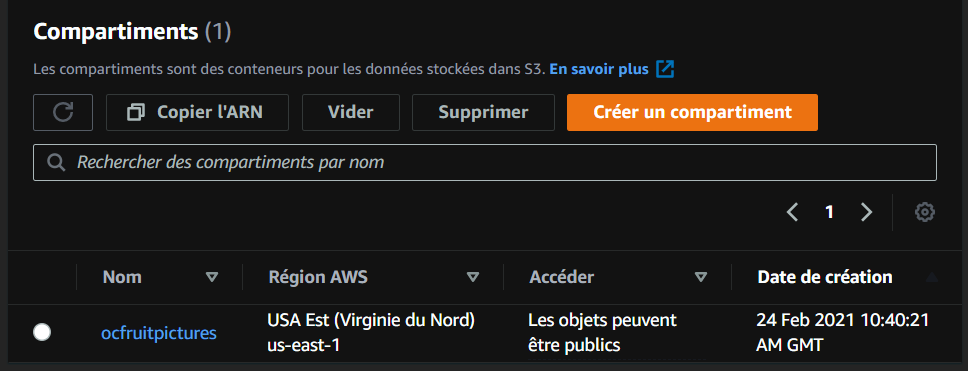 Compartiments (1)
Les compartiments sont des conteneurs pour les données stockées dans S3. En savoir plus
Copier l'ARN Vider Supprimer Créer un compartiment
Rechercher des compartiments par nom
1
Nom Région AWS Accéder Date de création
ocfruitpictures USA Est (Virginie du Nord) Les objets peuvent 24 Feb 2021 10:40:21
us-east-1 être publics AM GMT